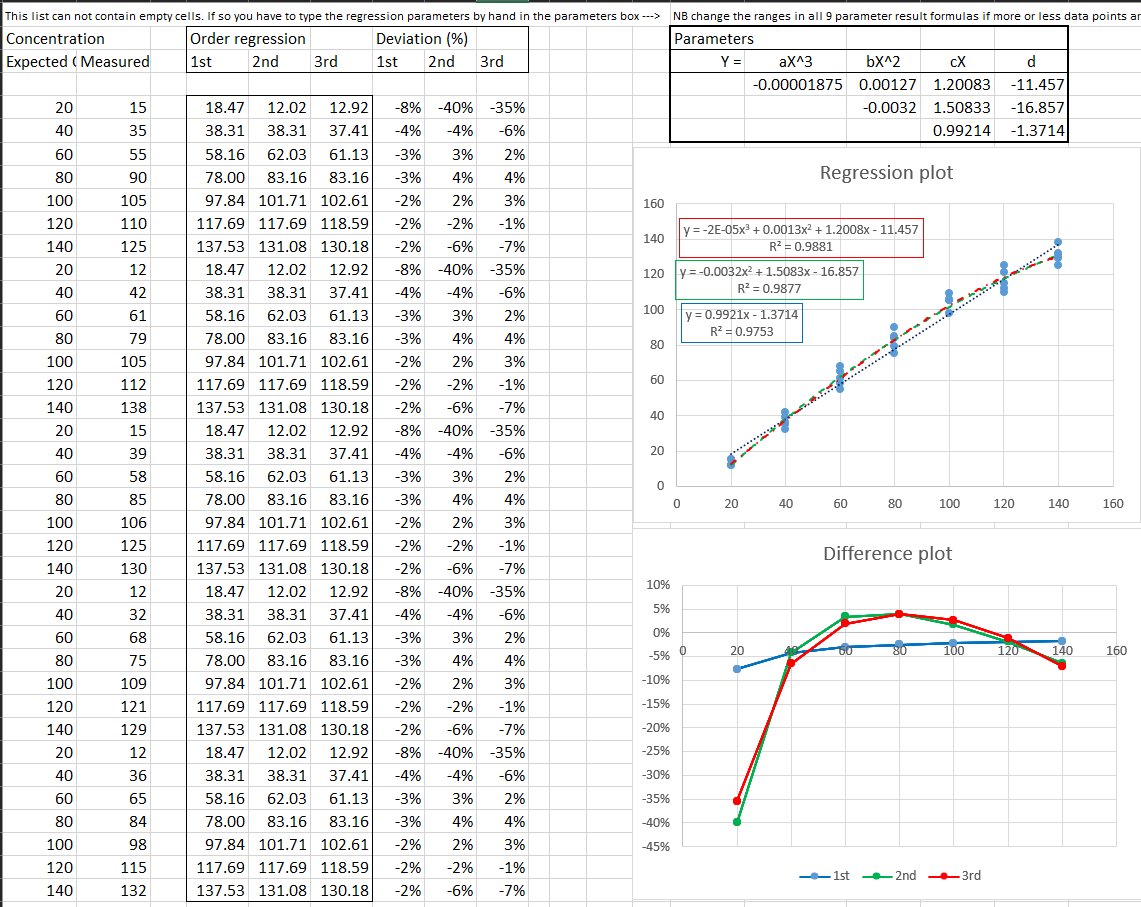 This list can not contain empty cells. If so you have to type the regression parameters by hand in the parameters box ---> NB change the ranges in all 9 parameter result formulas if more or less data points ar
Concentration Order regression Deviation (%) Parameters
Expected ( Measured 1st 2nd 3rd 1st 2nd 3rd Y = aX^3 bX^2 cX d
-0.00001875 0.00127 1.20083 -11.457
20 15 18.47 12.02 12.92 -8% -40% -35% -0.0032 1.50833 -16.857
40 35 38.31 38.31 37.41 -4% -4% -6% 0.99214 -1.3714
60 55 58.16 62.03 61.13 -3% 3% 2%
80 90 78.00 83.16 83.16 -3% 4% 4%
100 105 97.84 101.71 102.61 -2% 2% 3%
120 110 117.69 117.69 118.59 -2% -2% -1%
140 125 137.53 131.08 130.18 -2% -6% -7%
20 12 18.47 12.02 12.92 -8% -40% -35%
40 42 38.31 38.31 37.41 -4% -4% -6%
60 61 58.16 62.03 61.13 -3% 3% 2%
80 79 78.00 83.16 83.16 -3% 4% 4%
100 105 97.84 101.71 102.61 -2% 2% 3%
120 112 117.69 117.69 118.59 -2% -2% -1%
140 138 137.53 131.08 130.18 -2% -6% -7%
20 15 18.47 12.02 12.92 -8% -40% -35%
40 39 38.31 38.31 37.41 -4% -4% -6%
60 58 58.16 62.03 61.13 -3% 3% 2%
80 85 78.00 83.16 83.16 -3% 4% 4%
100 106 97.84 101.71 102.61 -2% 2% 3%
120 125 117.69 117.69 118.59 -2% -2% -1%
140 130 137.53 131.08 130.18 -2% -6% -7%
20 12 18.47 12.02 12.92 -8% -40% -35%
40 32 38.31 38.31 37.41 -4% -4% -6%
60 68 58.16 62.03 61.13 -3% 3% 2%
80 75 78.00 83.16 83.16 -3% 4% 4%
100 109 97.84 101.71 102.61 -2% 2% 3%
120 121 117.69 117.69 118.59 -2% -2% -1%
140 129 137.53 131.08 130.18 -2% -6% -7%
20 12 18.47 12.02 12.92 -8% -40% -35%
40 36 38.31 38.31 37.41 -4% -4% -6%
60 65 58.16 62.03 61.13 -3% 3% 2%
80 84 78.00 83.16 83.16 -3% 4% 4%
100 98 97.84 101.71 102.61 -2% 2% 3%
120 115 117.69 117.69 118.59 -2% -2% -1%
140 132 137.53 131.08 130.18 -2% -6% -7%
Regression plot
160
140
120
100
80
60
40
20
0
y = -2E-05x³ + 0.0013x² + 1.2008x - 11.457
R² = 0.9881
y = -0.0032x² + 1.5083x - 16.857
R² = 0.9877
y = 0.9921x - 1.3714
R² = 0.9753
0 20 40 60 80 100 120 140 160
Difference plot
10%
5%
0%
-5%
-10%
-15%
-20%
-25%
-30%
-35%
-40%
-45%
0 20 40 60 80 100 120 140 160
1st 2nd 3rd